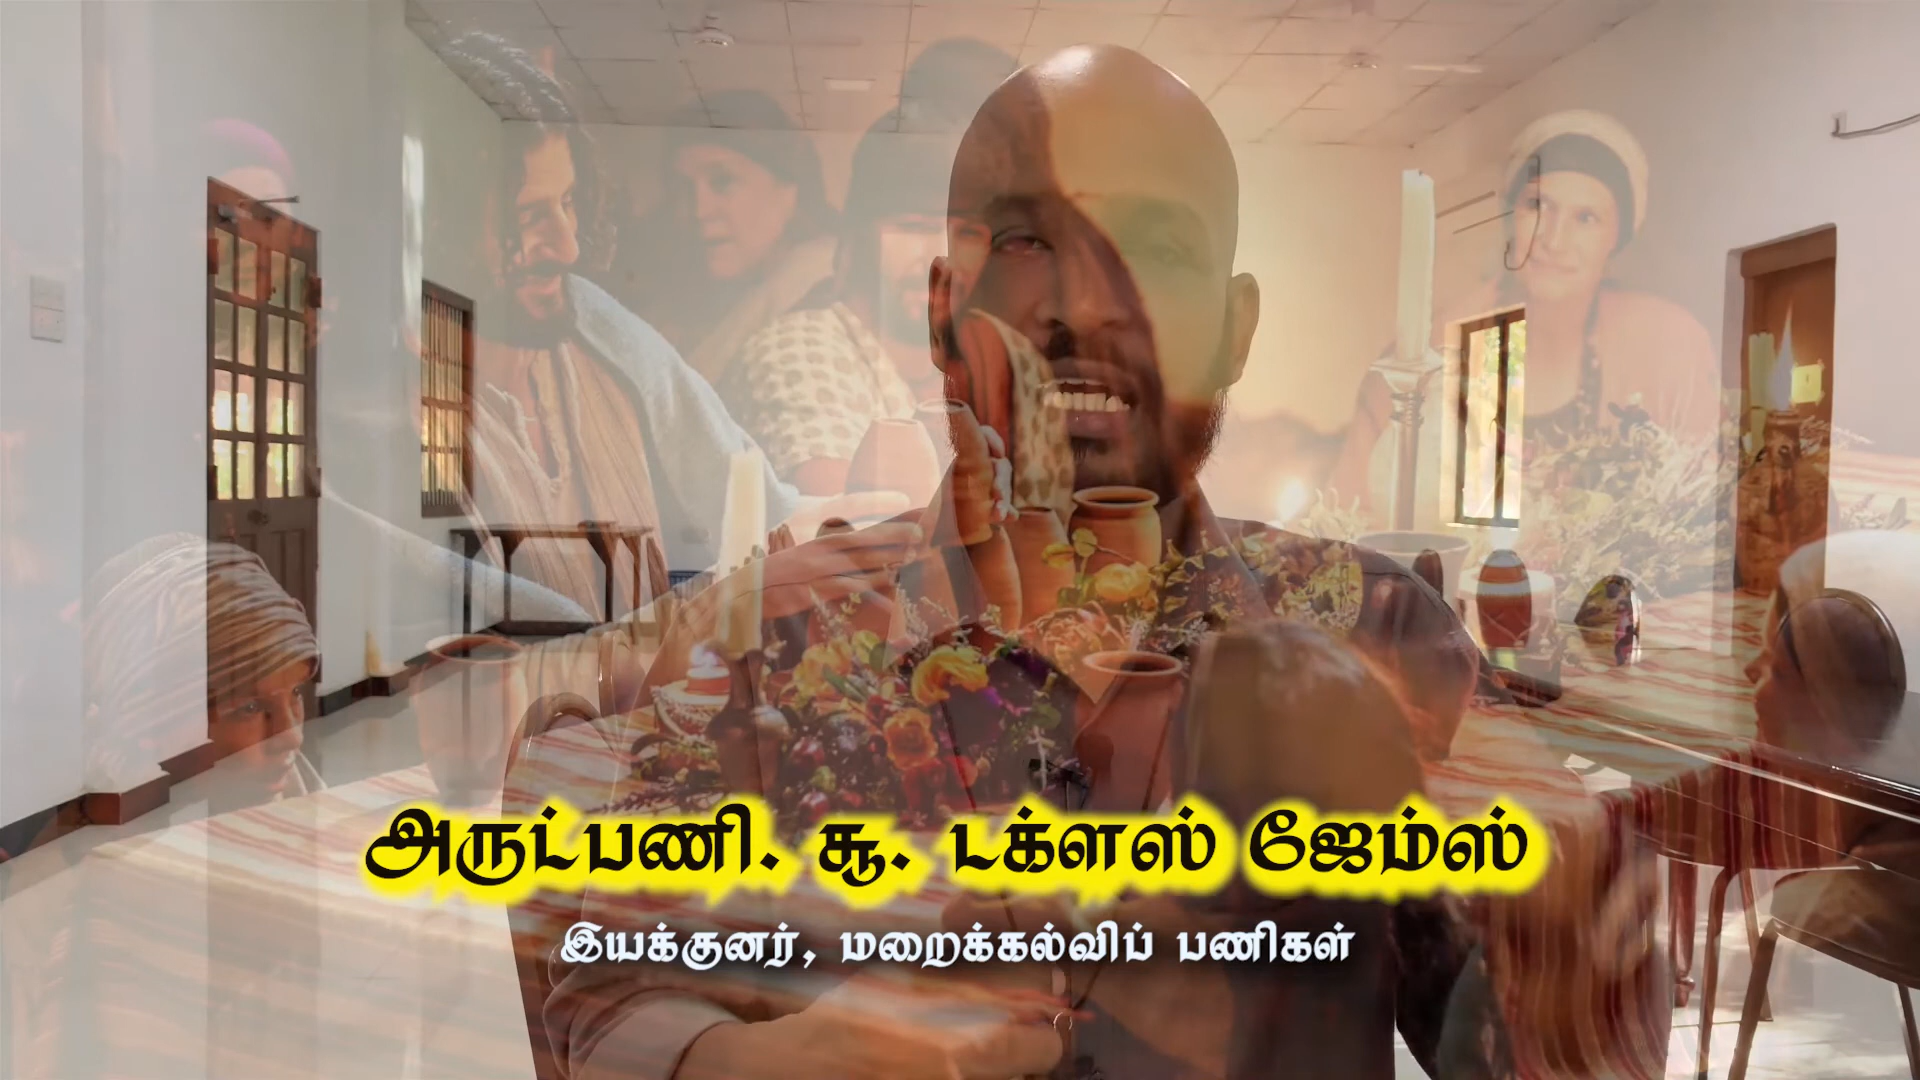 அருட்பணி. சூ. டக்ளஸ் ஜேம்ஸ்
இயக்குனர், மறைக்கல்விப் பணிகள்